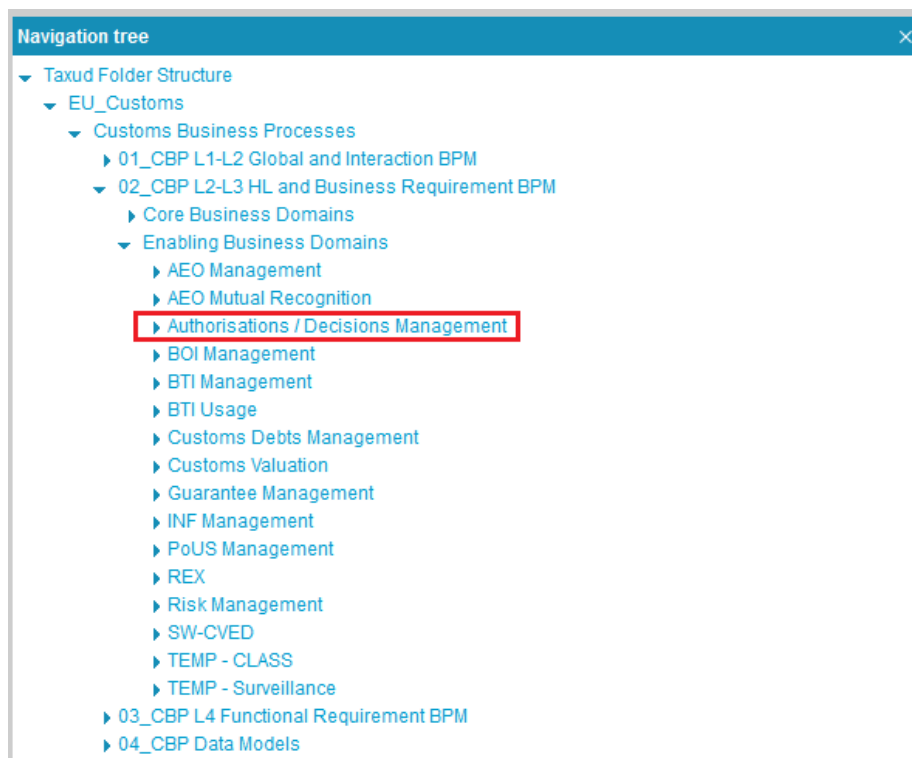 Navigation tree
Taxud Folder Structure
EU_Customs
Customs Business Processes
01_CBP L1-L2 Global and Interaction BPM
02_CBP L2-L3 HL and Business Requirement BPM
Core Business Domains
Enabling Business Domains
AEO Management
AEO Mutual Recognition
Authorisations / Decisions Management
BOI Management
BTI Management
BTI Usage
Customs Debts Management
Customs Valuation
Guarantee Management
INF Management
PoUS Management
REX
Risk Management
SW-CVED
TEMP - CLASS
TEMP - Surveillance
03_CBP L4 Functional Requirement BPM
04_CBP Data Models